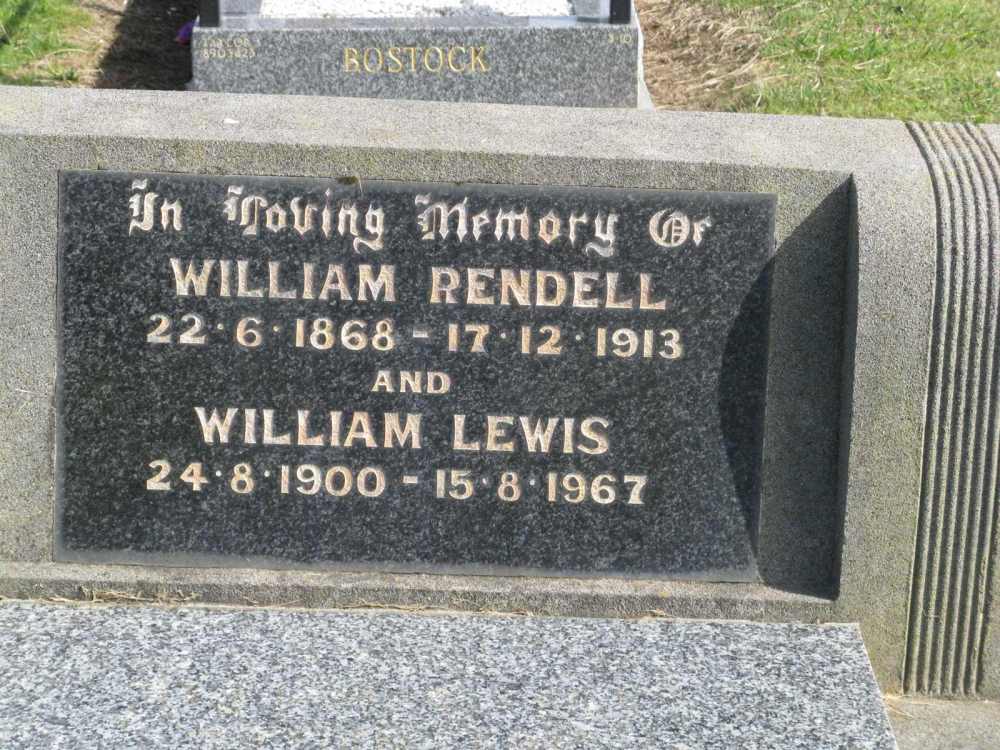 BOSTOCK
In Loving Memory Of
WILLIAM RENDELL
22·6·1868 – 17·12·1913
AND
WILLIAM LEWIS
24·8·1900 – 15·8·1967